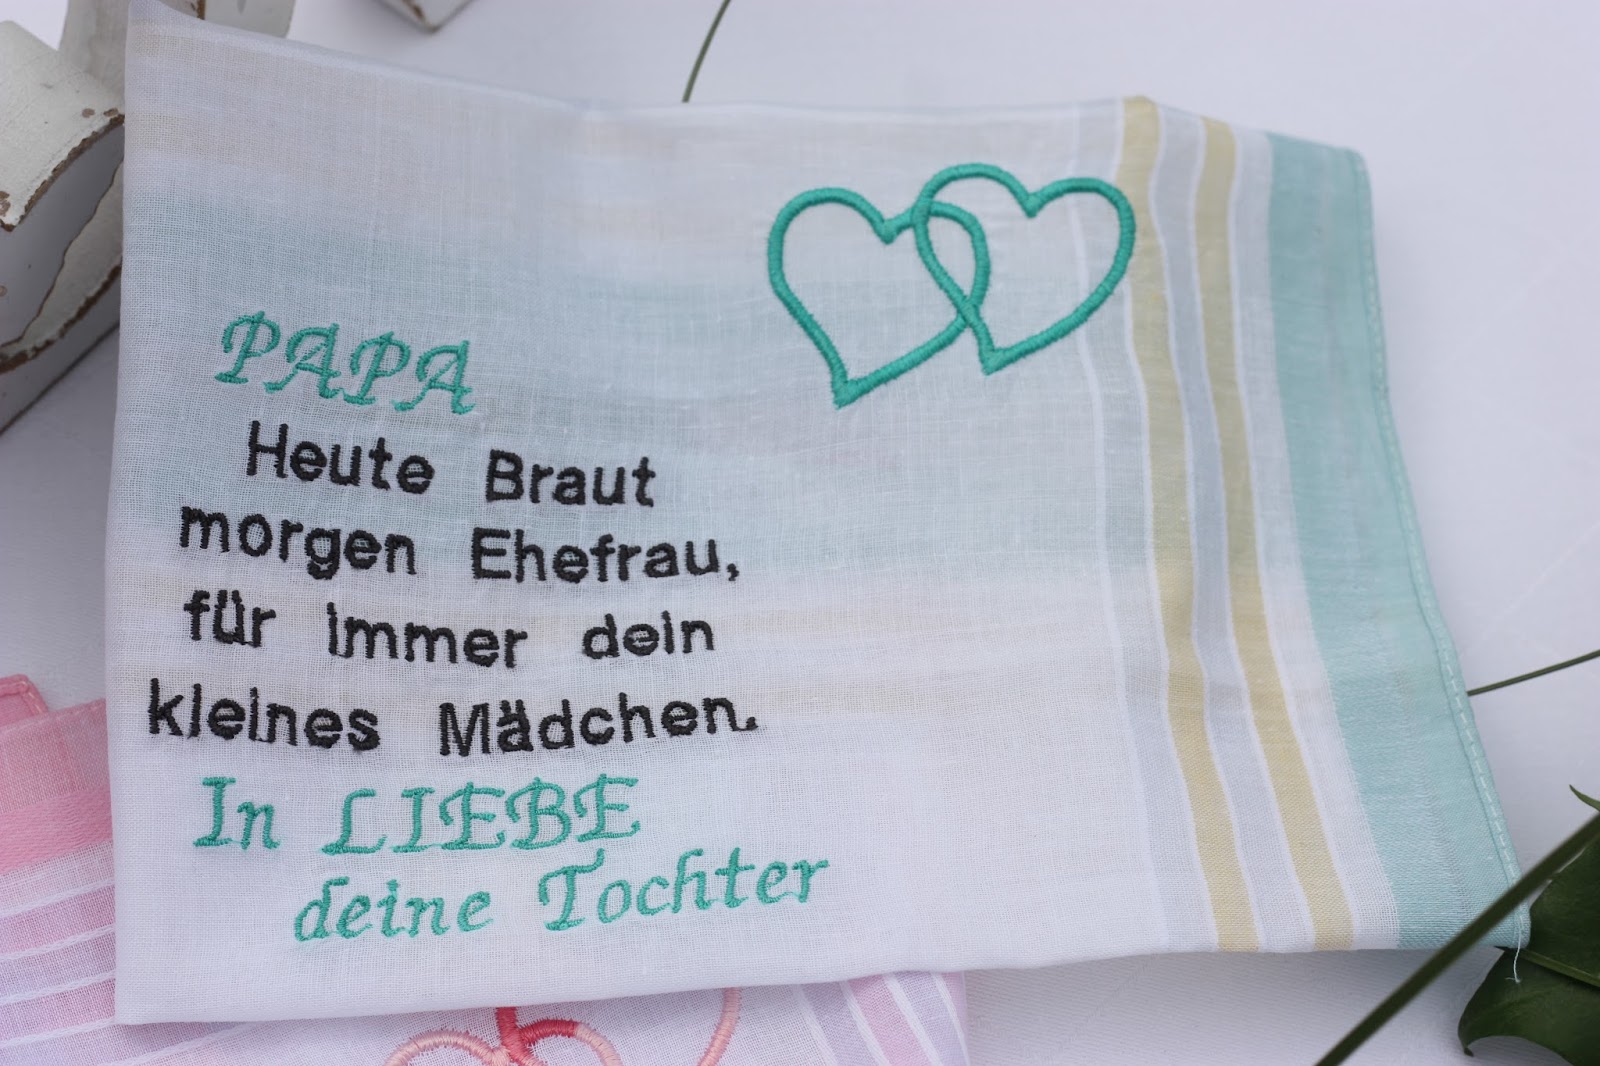 PAPA
Heute Braut
morgen Ehefrau,
für immer dein
kleines Mädchen.
In LIEBE
deine Tochter